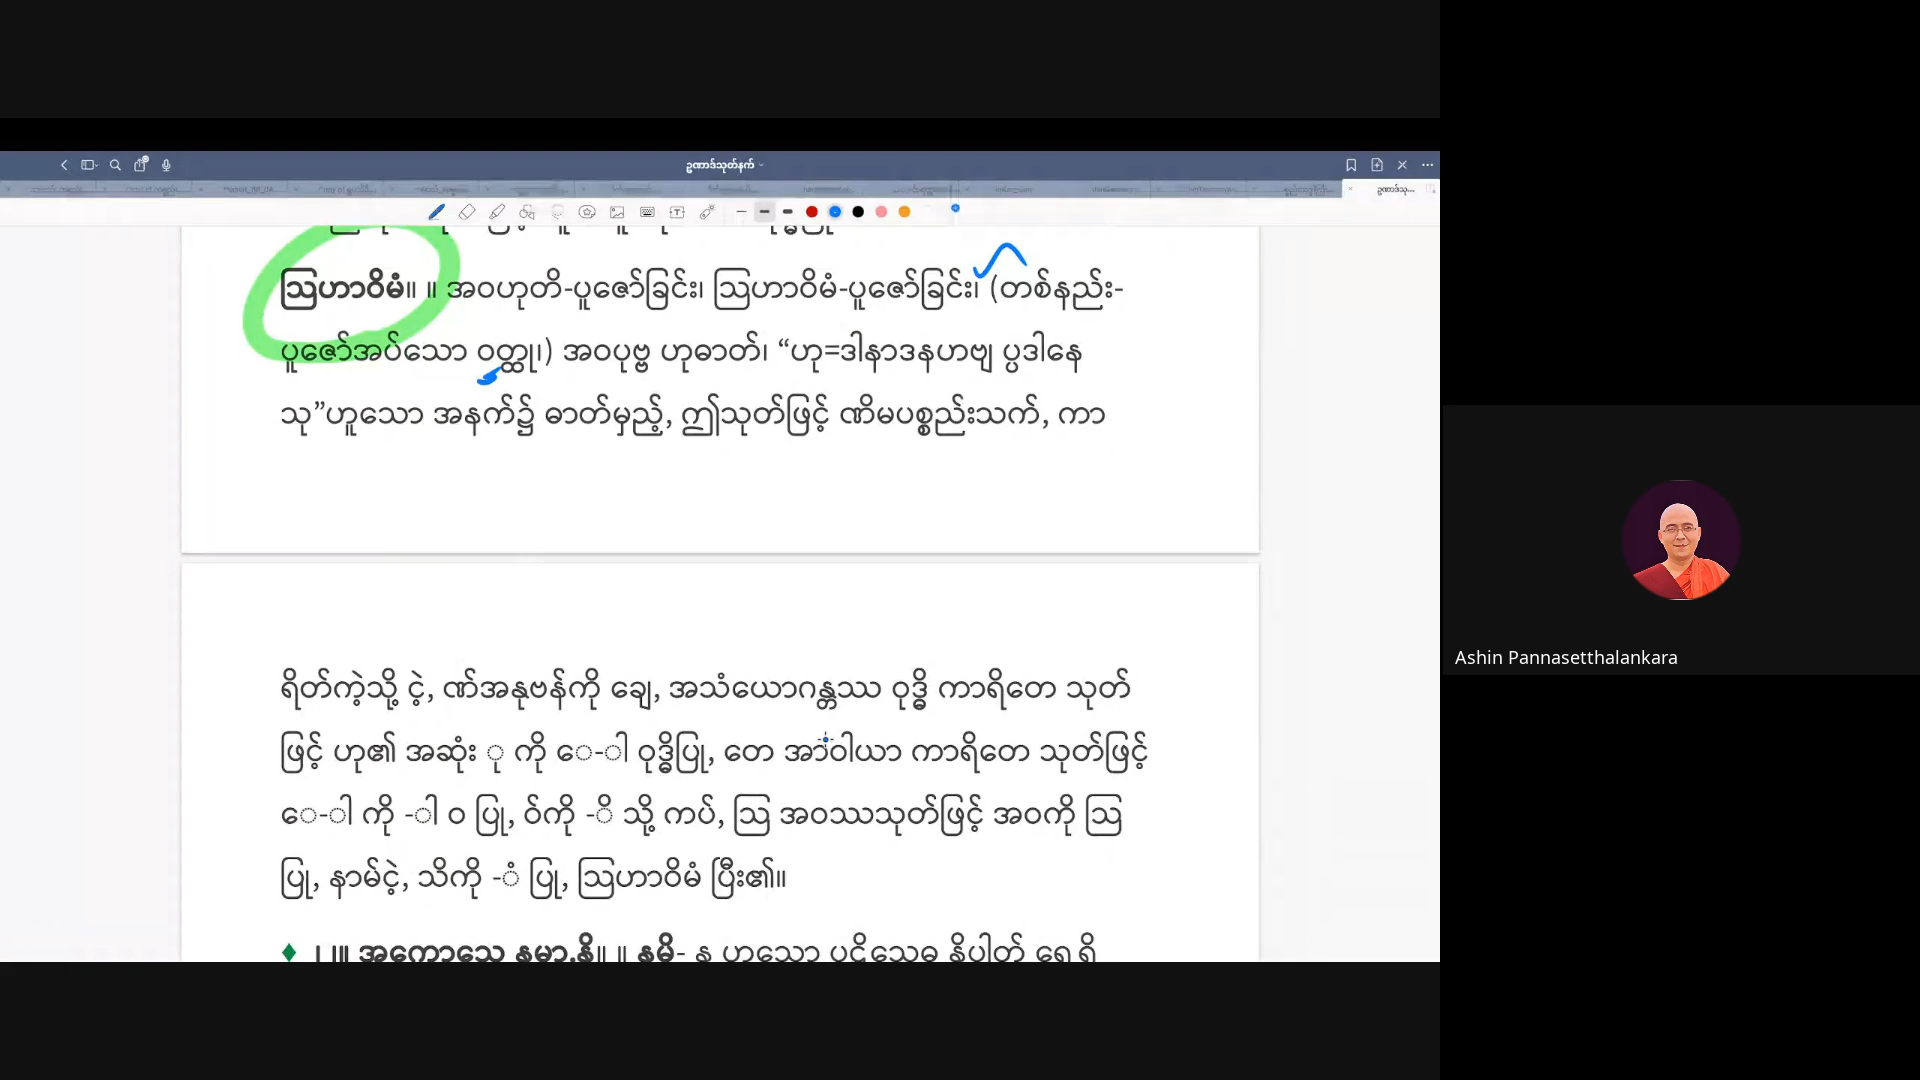 ဥဏာဒ်သုတ်နက်
ဩဟာဝိမံ။ ။ အဝဟုတိ-ပူဇော်ခြင်း၊ ဩဟာဝိမံ-ပူဇော်ခြင်း၊ (တစ်နည်း-
ပူဇော်အပ်သော ဝတ္ထု၊) အဝပုဗ္ဗ ဟုဓာတ်၊ “ဟု=ဒါနာဒနဟဗျ ပ္ပဒါနေ
သု”ဟူသော အနက်၌ ဓာတ်မှည့်, ဤသုတ်ဖြင့် ဏိမပစ္စည်းသက်, ကာ
ရိတ်ကဲ့သို့ ငဲ့, ဏ်အနုဗန်ကို ချေ, အသံယောဂန္တဿ ဝုဒ္ဓိ ကာရိတေ သုတ်
ဖြင့် ဟု၏ အဆုံး ု ကို ေ-ါ ဝုဒ္ဓိပြု, တေ အာဝါယာ ကာရိတေ သုတ်ဖြင့်
ေ-ါ ကို -ါ ဝ ပြု, ဝ်ကို -ိ သို့ ကပ်, ဩ အဝဿသုတ်ဖြင့် အဝကို ဩ
ပြု, နာမ်ငဲ့, သိကို -ံ ပြု, ဩဟာဝိမံ ပြီး၏။
Ashin Pannasetthalankara